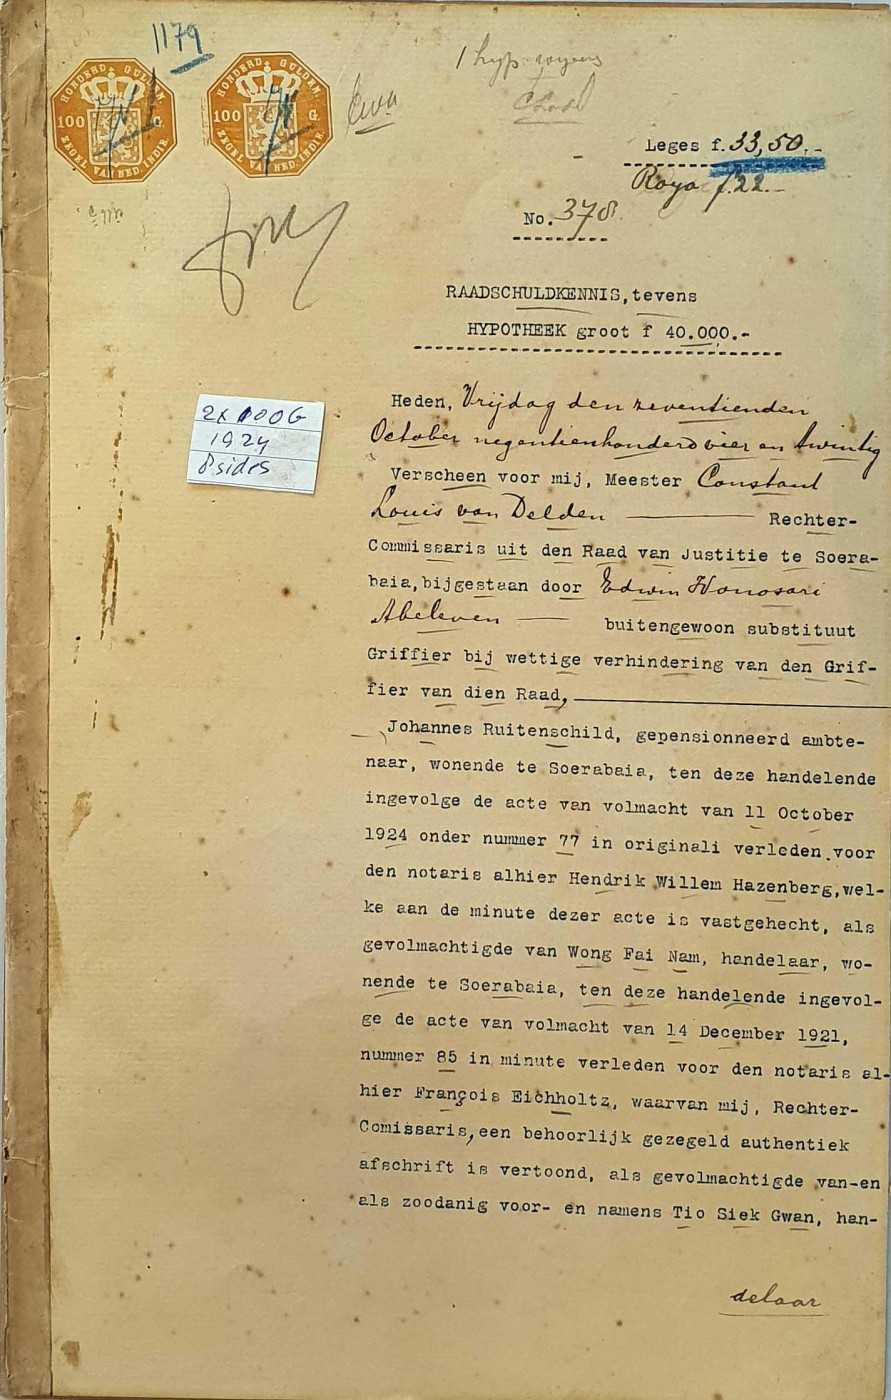 1179
HONDERD GULDEN.
100 G.
ZEGEL VAN NED. INDIË.
HONDERD GULDEN.
100 G.
ZEGEL VAN NED. INDIË.
1 hyp.
Leges f. 33,50.-
f. 22.-
No. 378.
RAADSCHULDKENNIS, tevens
HYPOTHEEK groot f 40.000.-
2X 100G
1924
8 sides
Heden, Vrijdag den zeventienden
October negentienhonderd vier en twintig
Verscheen voor mij, Meester Constant
Louis van Delden Rechter-
Commissaris uit den Raad van Justitie te Soera-
baia, bijgestaan door Edwin Honosari
Abeleven buitengewoon substituut
Griffier bij wettige verhindering van den Grif-
fier van dien Raad,
Johannes Ruitenschild, gepensionneerd ambte-
naar, wonende te Soerabaia, ten deze handelende
ingevolge de acte van volmacht van 11 October
1924 onder nummer 77 in originali verleden voor
den notaris alhier Hendrik Willem Hazenberg, wel-
ke aan de minute dezer acte is vastgehecht, als
gevolmachtigde van Wong Fai Nam, handelaar, wo-
nende te Soerabaia, ten deze handelende ingevol-
ge de acte van volmacht van 14 December 1921,
nummer 85 in minute verleden voor den notaris al-
hier François Eichholtz, waarvan mij, Rechter-
Comissaris, een behoorlijk gezegeld authentiek
afschrift is vertoond, als gevolmachtigde van-en
als zoodanig voor- en namens Tio Siek Gwan, han-
delaar